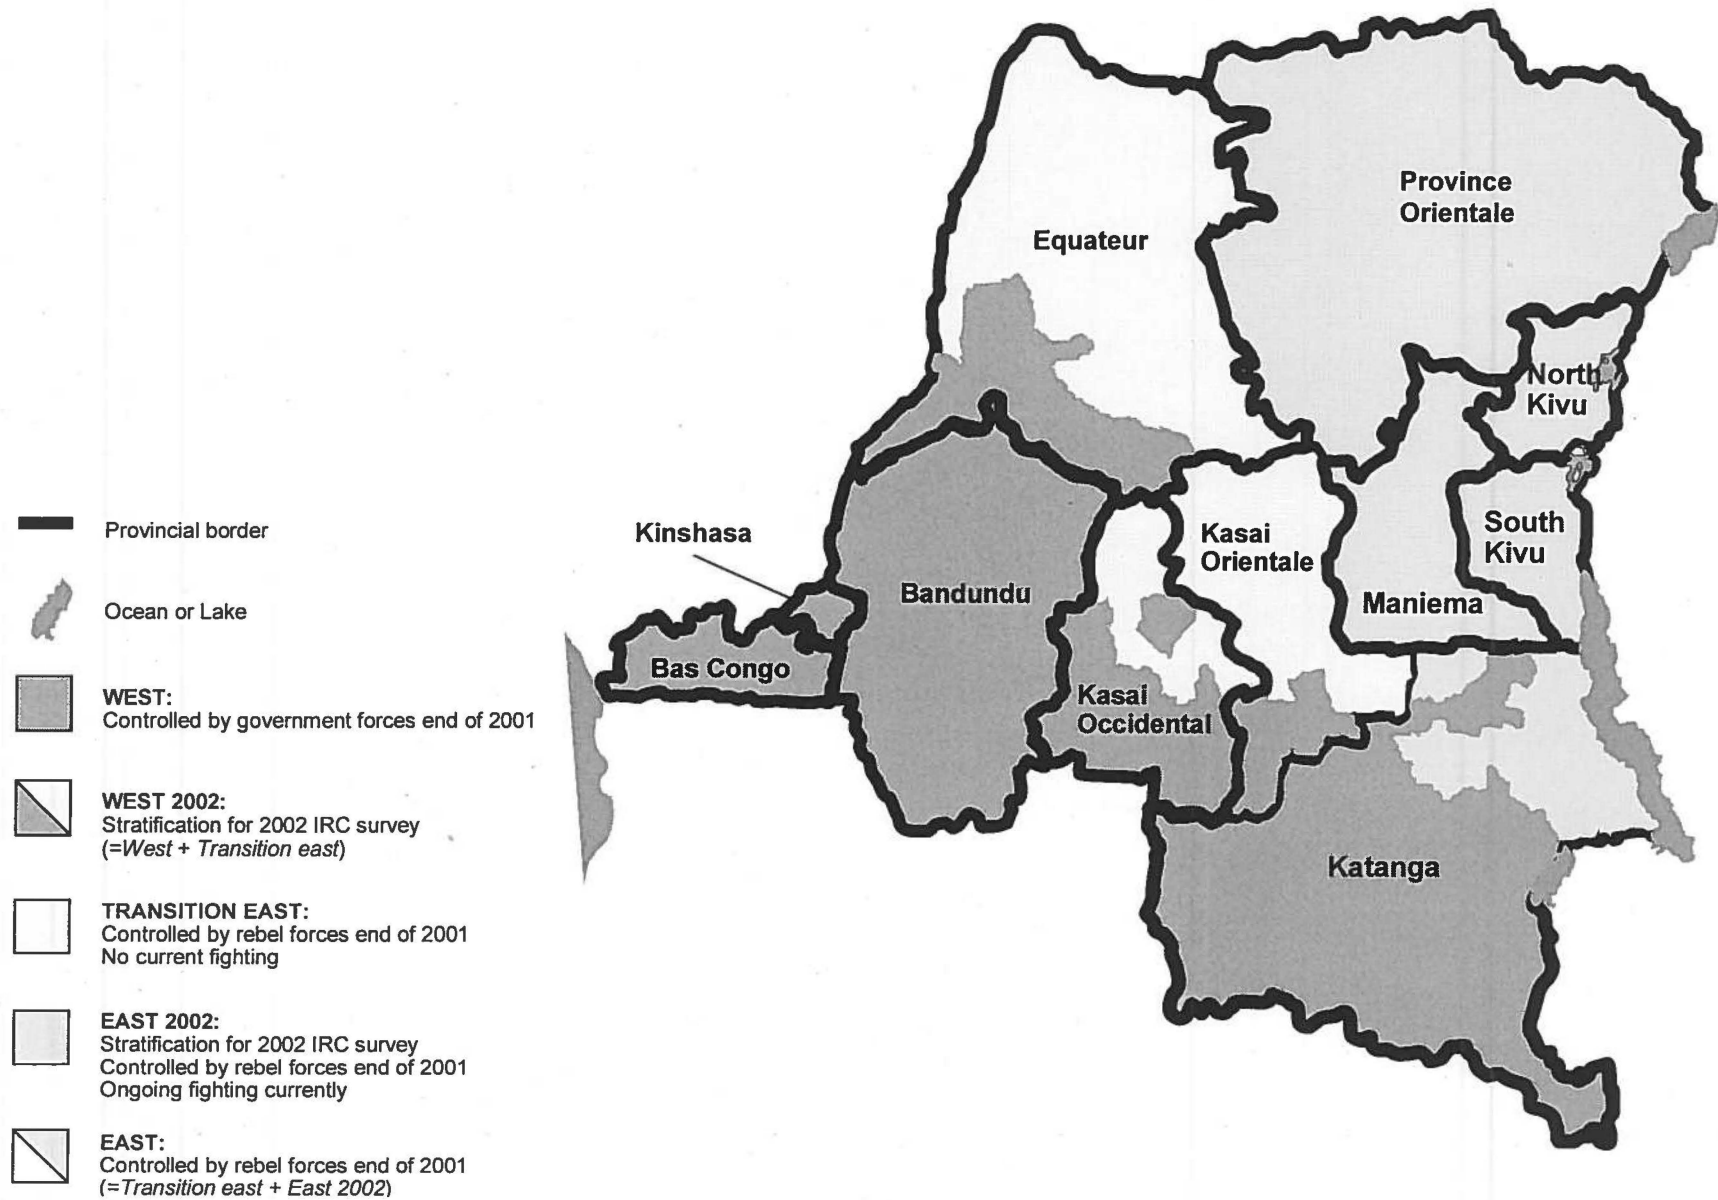 Province
Orientale
Equateur
North
Kivu
Kinshasa
Kasai
Orientale
South
Kivu
Bandundu
Maniema
Bas Congo
Kasai
Occidental
Katanga
Provincial border
Ocean or Lake
WEST:
Controlled by government forces end of 2001
WEST 2002:
Stratification for 2002 IRC survey
(=West + Transition east)
TRANSITION EAST:
Controlled by rebel forces end of 2001
No current fighting
EAST 2002:
Stratification for 2002 IRC survey
Controlled by rebel forces end of 2001
Ongoing fighting currently
EAST:
Controlled by rebel forces end of 2001
(=Transition east + East 2002)